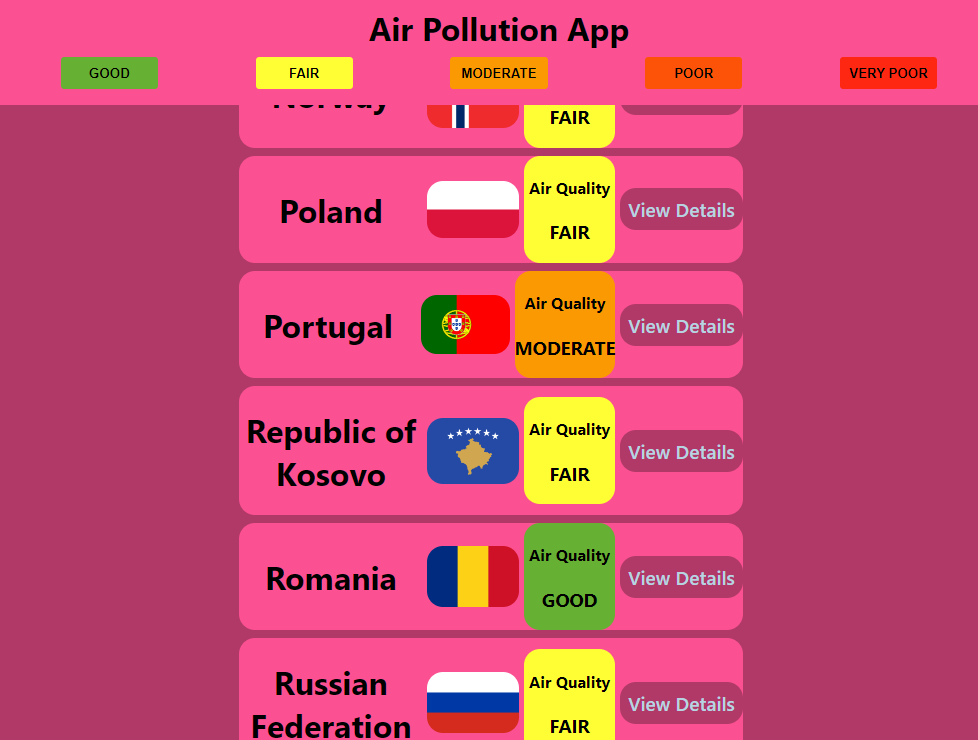 Air Pollution App
GOOD
FAIR
MODERATE
POOR
VERY POOR
Norway
FAIR
Poland
Air Quality
FAIR
View Details
Portugal
Air Quality
MODERATE
View Details
Republic of
Kosovo
Air Quality
FAIR
View Details
Romania
Air Quality
GOOD
View Details
Russian
Federation
Air Quality
FAIR
View Details